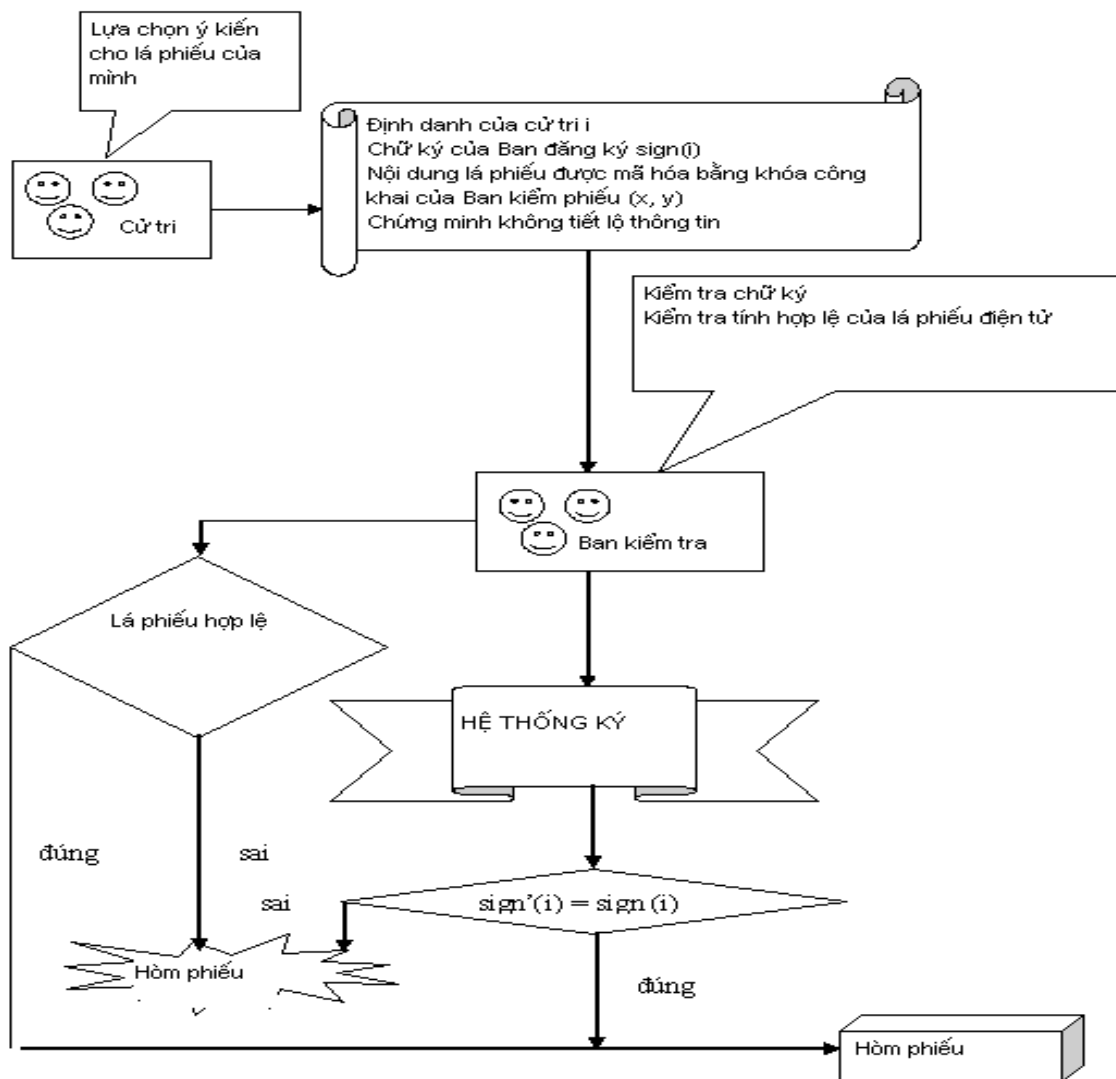 Lựa chọn ý kiến
cho lá phiếu của
mình
Định danh của cử tri i
Chữ ký của Ban đăng ký sign(i)
Nội dung lá phiếu được mã hóa bằng khóa công
khai của Ban kiểm phiếu (x, y)
Chứng minh không tiết lộ thông tin
Cử tri
Kiểm tra chữ ký
Kiểm tra tính hợp lệ của lá phiếu điện tử
Ban kiểm tra
Lá phiếu hợp lệ
HỆ THỐNG KÝ
đúng
sai
sai
sign’(i) = sign (i)
Hòm phiếu
đúng
Hòm phiếu